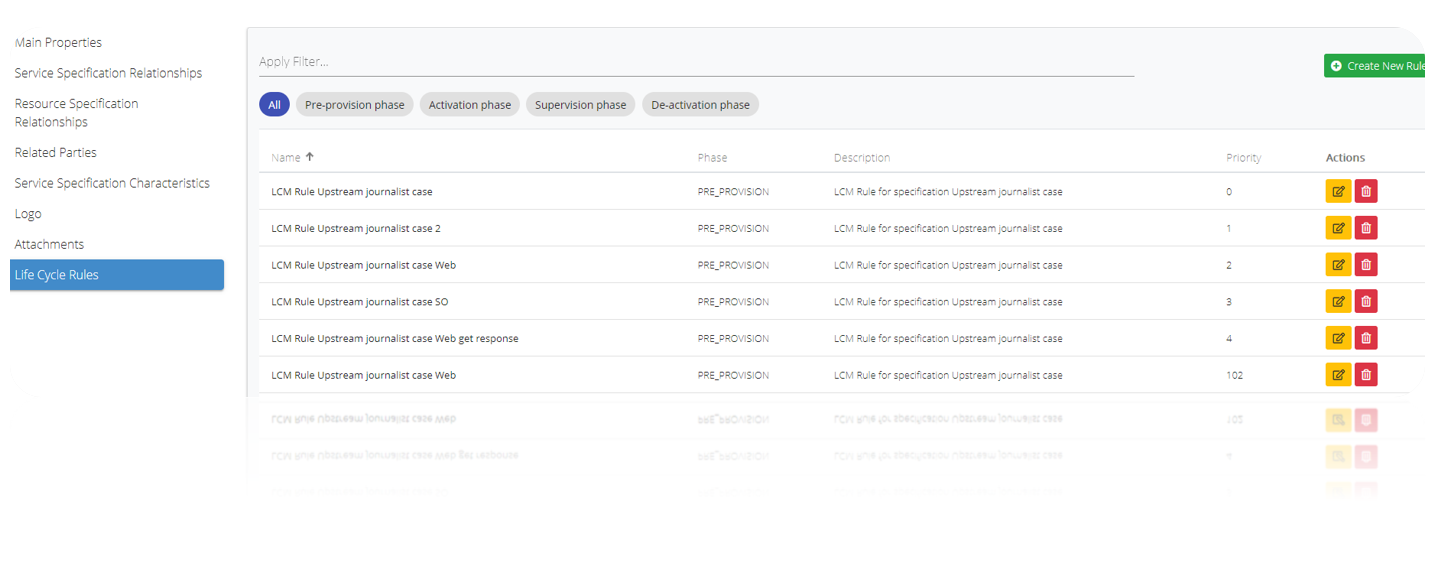 Main Properties
Service Specification Relationships
Resource Specification
Relationships
Related Parties
Service Specification Characteristics
Logo
Attachments
Life Cycle Rules
Apply Filter...
Create New Rule
All Pre-provision phase Activation phase Supervision phase De-activation phase
Name Phase Description Priority Actions
LCM Rule Upstream journalist case PRE_PROVISION LCM Rule for specification Upstream journalist case 0
LCM Rule Upstream journalist case 2 PRE_PROVISION LCM Rule for specification Upstream journalist case 1
LCM Rule Upstream journalist case Web PRE_PROVISION LCM Rule for specification Upstream journalist case 2
LCM Rule Upstream journalist case SO PRE_PROVISION LCM Rule for specification Upstream journalist case 3
LCM Rule Upstream journalist case Web get response PRE_PROVISION LCM Rule for specification Upstream journalist case 4
LCM Rule Upstream journalist case Web PRE_PROVISION LCM Rule for specification Upstream journalist case 102